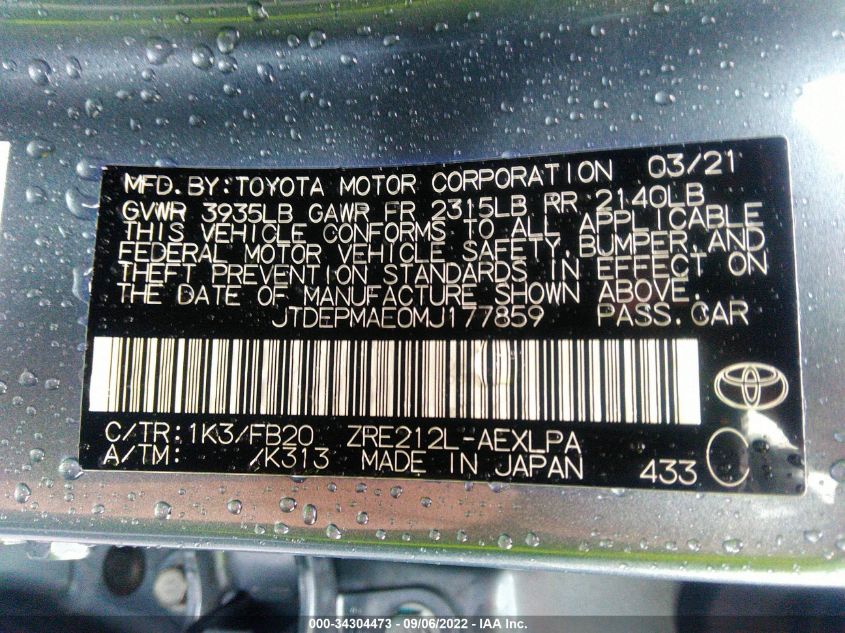 MFD. BY: TOYOTA MOTOR CORPORATION 03/21
GVWR 3935LB GAWR FR 2315LB RR 2140LB
THIS VEHICLE CONFORMS TO ALL APPLICABLE
FEDERAL MOTOR VEHICLE SAFETY, BUMPER, AND
THEFT PREVENTION STANDARDS IN EFFECT ON
THE DATE OF MANUFACTURE SHOWN ABOVE.
JTDEPMAE0MJ177859 PASS. CAR
C/TR: 1K3/FB20 ZRE212L-AEXLPA
A/TM: /K313 MADE IN JAPAN 433
000-34304473 - 09/06/2022 - IAA Inc.